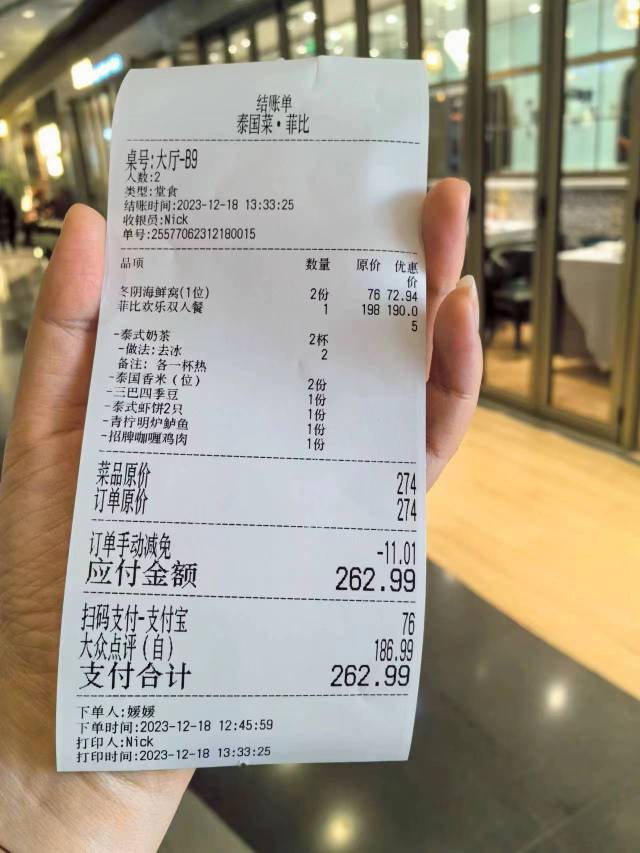 结账单
泰国菜·菲比
桌号:大厅-B9
人数:2
类型:堂食
结账时间:2023-12-18 13:33:25
收银员:Nick
单号:25577062312180015
品项 数量 原价 优惠价
冬阴海鲜窝(1位) 2份 76 72.94
菲比欢乐双人餐 1 198 190.05
-泰式奶茶 2杯
-做法:去冰 2
备注: 各一杯热
-泰国香米(位) 2份
-三巴四季豆 1份
-泰式虾饼2只 1份
-青柠明炉鲈鱼 1份
-招牌咖喱鸡肉 1份
菜品原价 274
订单原价 274
订单手动减免 -11.01
应付金额 262.99
扫码支付-支付宝 76
大众点评(自) 186.99
支付合计 262.99
下单人:媛媛
下单时间:2023-12-18 12:45:59
打印人:Nick
打印时间:2023-12-18 13:33:25